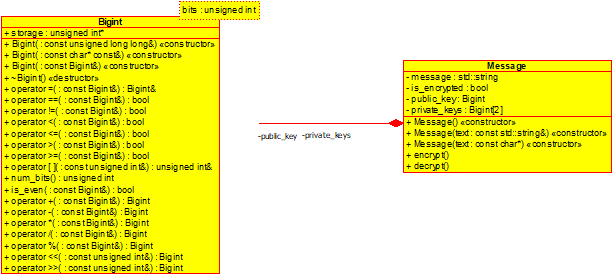 bits : unsigned int
Bigint
+ storage : unsigned int*
+ Bigint( : const unsigned long long&) «constructor»
+ Bigint( : const char* const&) «constructor»
+ Bigint( : const Bigint&) «constructor»
+ ~Bigint() «destructor»
+ operator =( : const Bigint&) : Bigint&
+ operator ==( : const Bigint&) : bool
+ operator !=( : const Bigint&) : bool
+ operator <( : const Bigint&) : bool
+ operator <=( : const Bigint&) : bool
+ operator >( : const Bigint&) : bool
+ operator >=( : const Bigint&) : bool
+ operator [ ]( : const unsigned int&) : unsigned int&
+ num_bits() : unsigned int
+ is_even( : const Bigint&) : bool
+ operator +( : const Bigint&) : Bigint
+ operator -( : const Bigint&) : Bigint
+ operator *( : const Bigint&) : Bigint
+ operator /( : const Bigint&) : Bigint
+ operator %( : const Bigint&) : Bigint
+ operator <<( : const unsigned int&) : Bigint
+ operator >>( : const unsigned int&) : Bigint
-public_key -private_keys
Message
- message : std::string
- is_encrypted : bool
- public_key: Bigint
- private_keys : Bigint[2]
+ Message() «constructor»
+ Message(text : const std::string&) «constructor»
+ Message(text : const char*) «constructor»
+ encrypt()
+ decrypt()